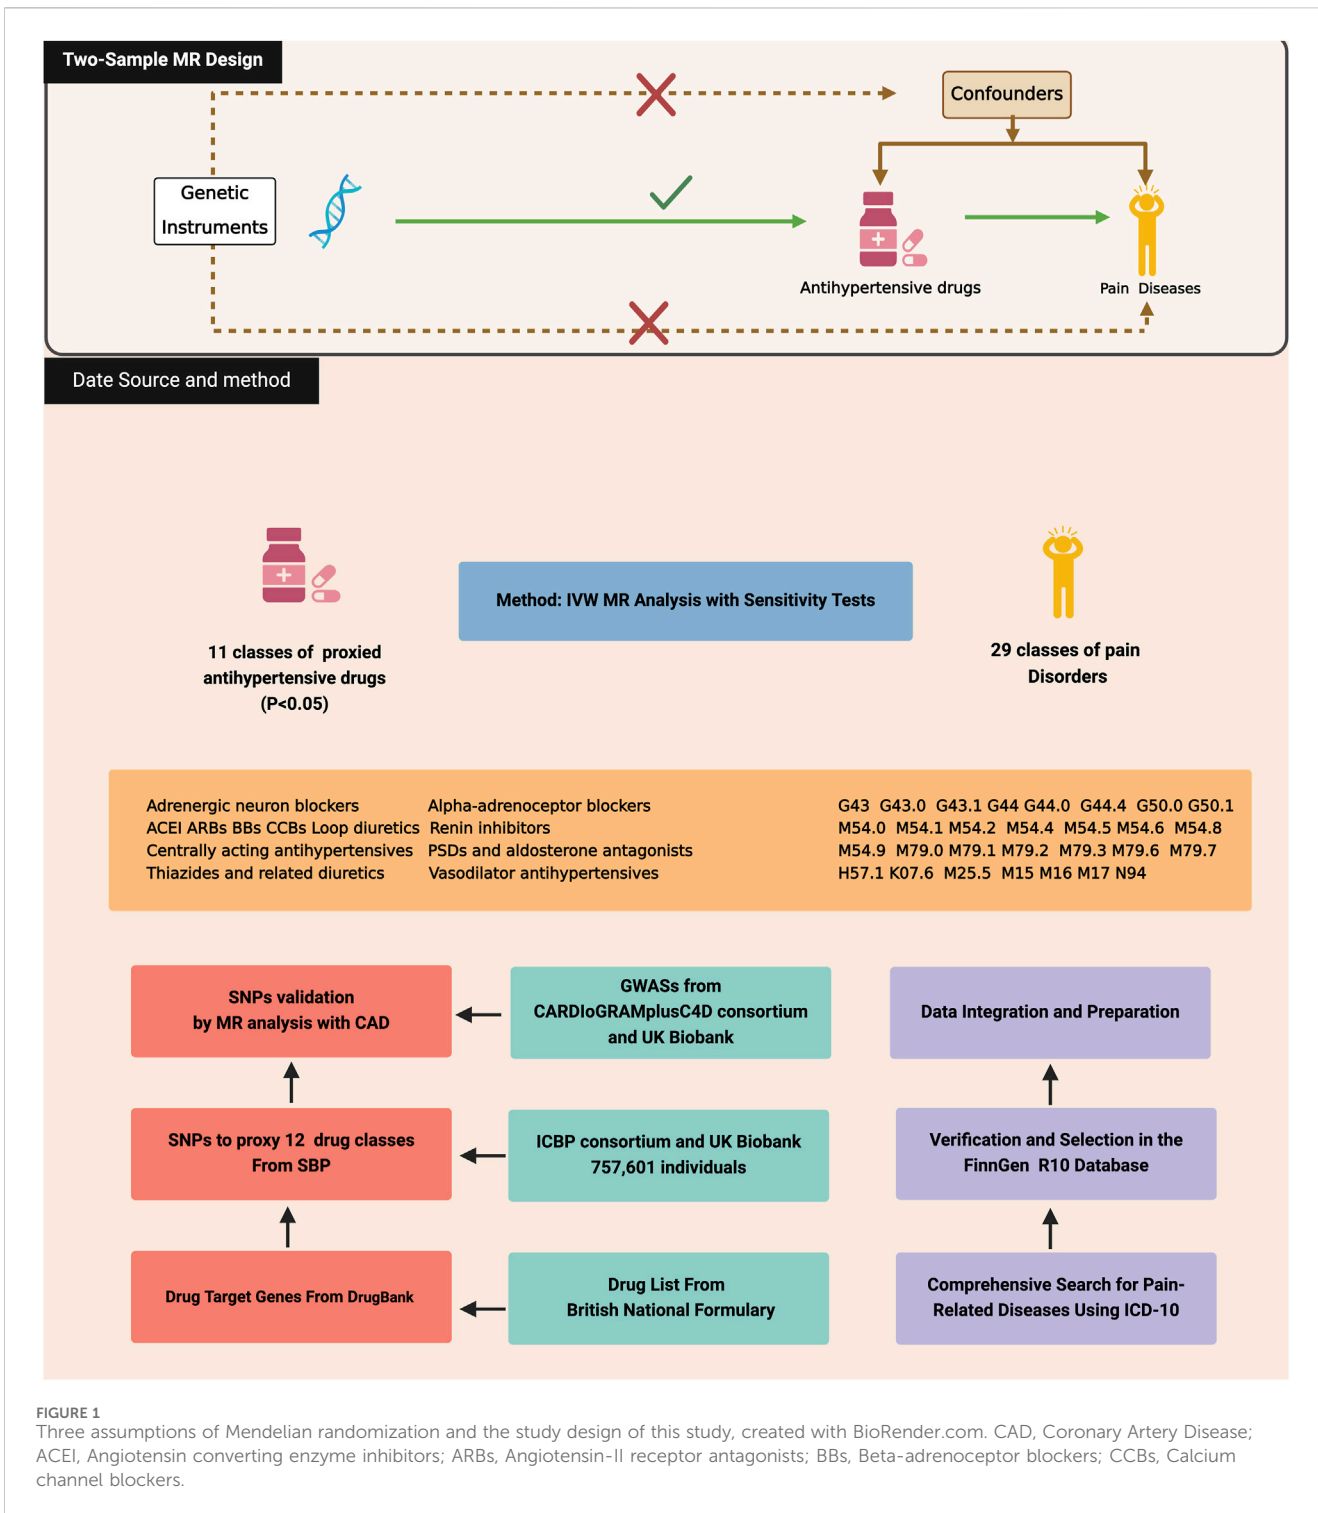 Two-Sample MR Design
Confounders
Genetic
Instruments
Antihypertensive drugs
Pain Diseases
Date Source and method
Method: IVW MR Analysis with Sensitivity Tests
11 classes of proxied
antihypertensive drugs
(P<0.05)
29 classes of pain
Disorders
Adrenergic neuron blockers Alpha-adrenoceptor blockers
ACEI ARBs BBs CCBs Loop diuretics Renin inhibitors
Centrally acting antihypertensives PSDs and aldosterone antagonists
Thiazides and related diuretics Vasodilator antihypertensives
G43 G43.0 G43.1 G44 G44.0 G44.4 G50.0 G50.1
M54.0 M54.1 M54.2 M54.4 M54.5 M54.6 M54.8
M54.9 M79.0 M79.1 M79.2 M79.3 M79.6 M79.7
H57.1 K07.6 M25.5 M15 M16 M17 N94
SNPs validation
by MR analysis with CAD
GWASs from
CARDIoGRAMplusC4D consortium
and UK Biobank
Data Integration and Preparation
SNPs to proxy 12 drug classes
From SBP
ICBP consortium and UK Biobank
757,601 individuals
Verification and Selection in the
FinnGen R10 Database
Drug Target Genes From DrugBank
Drug List From
British National Formulary
Comprehensive Search for Pain-
Related Diseases Using ICD-10
FIGURE 1
Three assumptions of Mendelian randomization and the study design of this study, created with BioRender.com. CAD, Coronary Artery Disease;
ACEI, Angiotensin converting enzyme inhibitors; ARBs, Angiotensin-II receptor antagonists; BBs, Beta-adrenoceptor blockers; CCBs, Calcium
channel blockers.